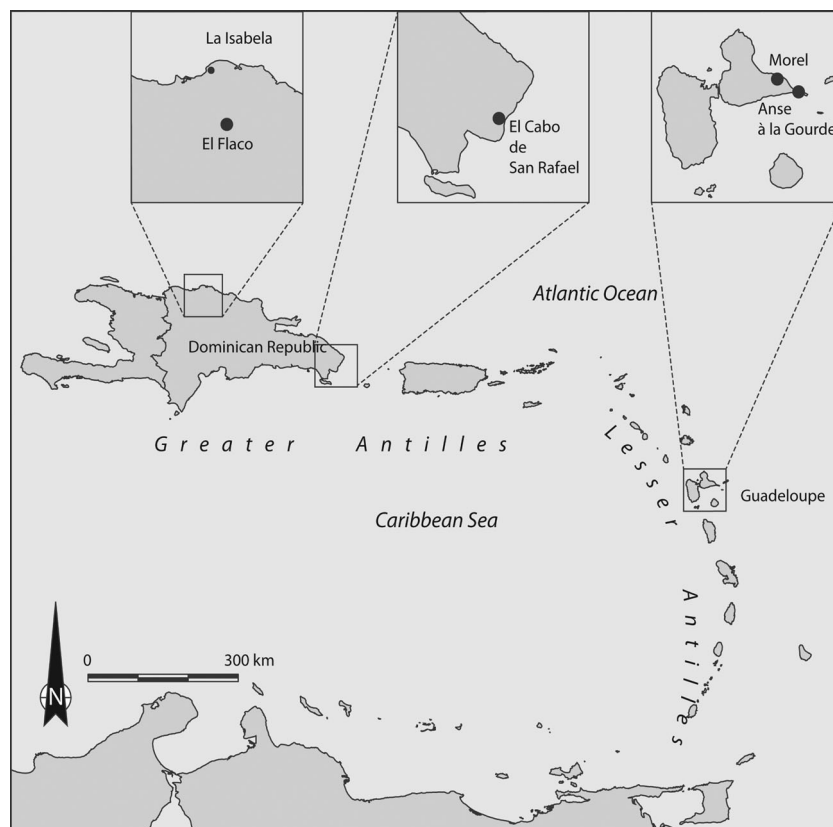 La Isabela
El Flaco
El Cabo
de
San Rafael
Morel
Anse
à la Gourde
Atlantic Ocean
Dominican Republic
Greater Antilles
Lesser Antilles
Guadeloupe
Caribbean Sea
0 300 km
N